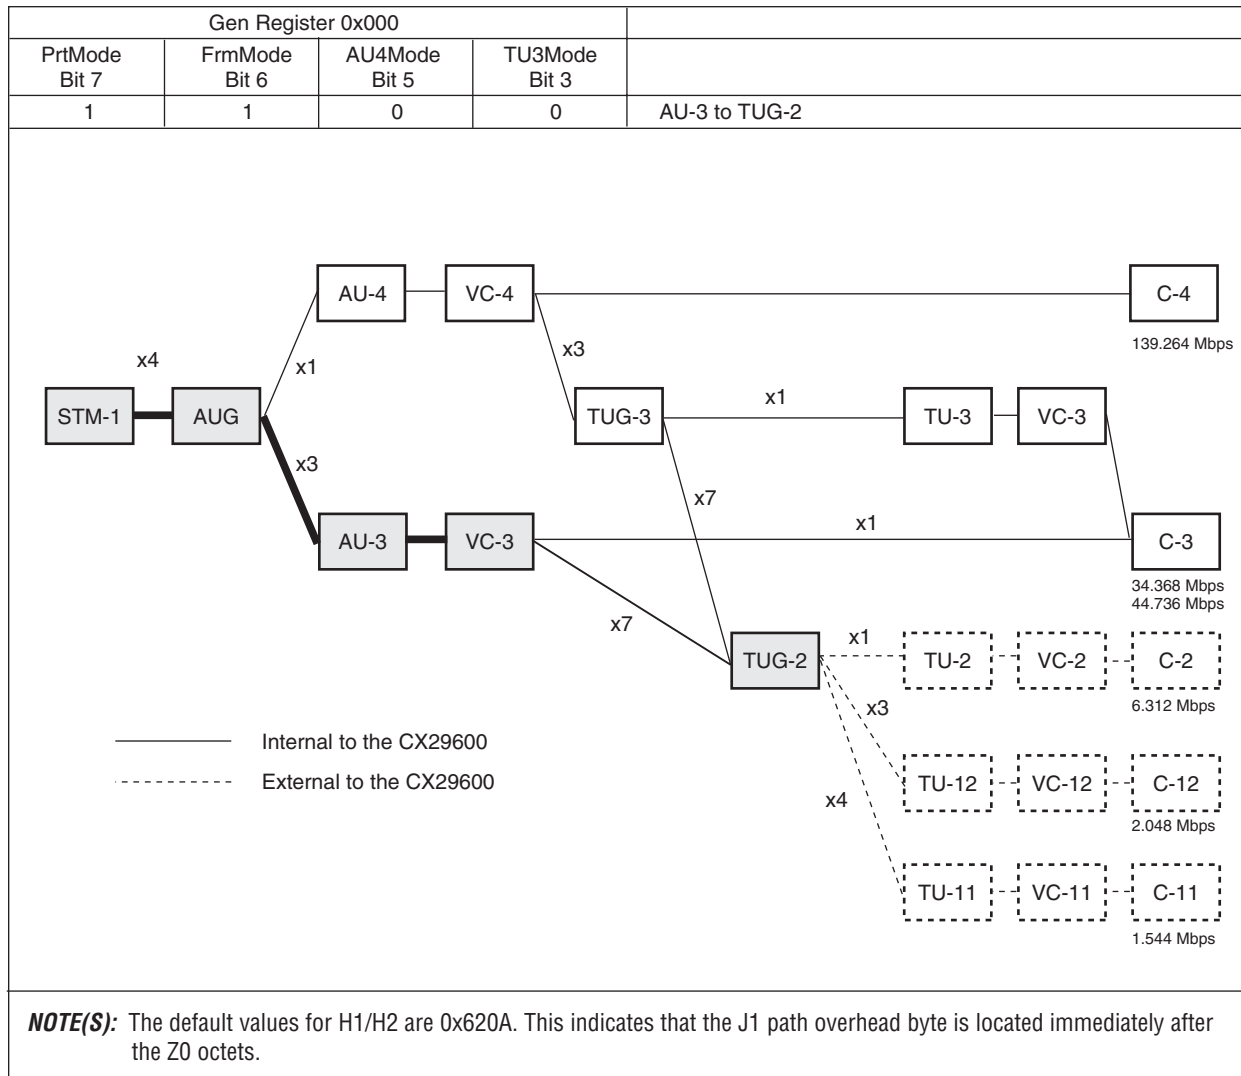 Gen Register 0x000
PrtMode
Bit 7
FrmMode
Bit 6
AU4Mode
Bit 5
TU3Mode
Bit 3
1
1
0
0
AU-3 to TUG-2
AU-4
VC-4
C-4
139.264 Mbps
x4
x1
x3
STM-1
AUG
TUG-3
x1
TU-3
VC-3
x3
x7
AU-3
VC-3
x1
C-3
34.368 Mbps
44.736 Mbps
x7
TUG-2
x1
TU-2
VC-2
C-2
6.312 Mbps
x3
Internal to the CX29600
External to the CX29600
x4
TU-12
VC-12
C-12
2.048 Mbps
TU-11
VC-11
C-11
1.544 Mbps
NOTE(S): The default values for H1/H2 are 0x620A. This indicates that the J1 path overhead byte is located immediately after
the Z0 octets.